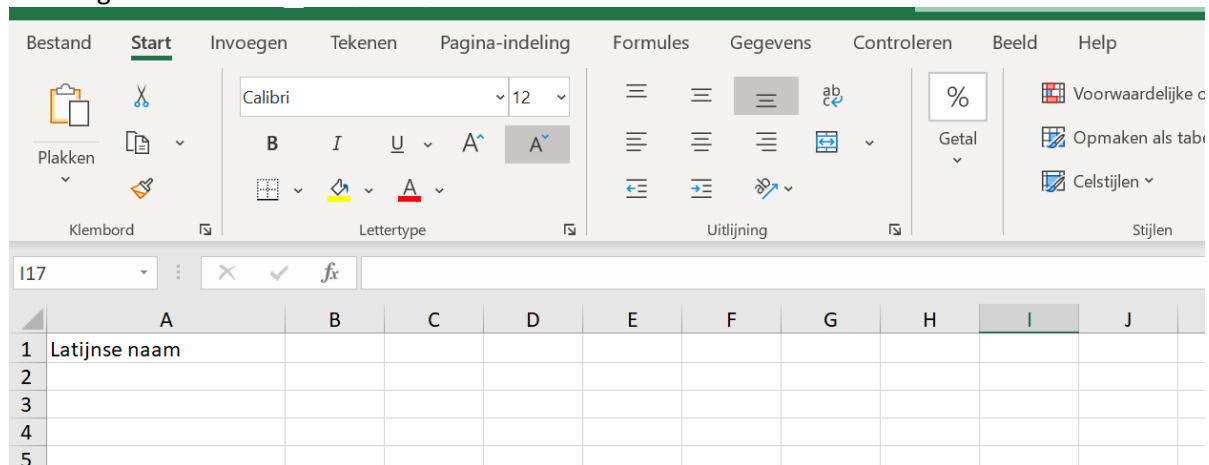 Bestand Start Invoegen Tekenen Pagina-indeling Formules Gegevens Controleren Beeld Help
Calibri 12 ab % Voorwaardelijke o
Plakken B I U A A Getal Opmaken als tabe
A Celstijlen
Klembord Lettertype Uitlijning Stijlen
I17 fx
A B C D E F G H I J
1 Latijnse naam
2
3
4
5